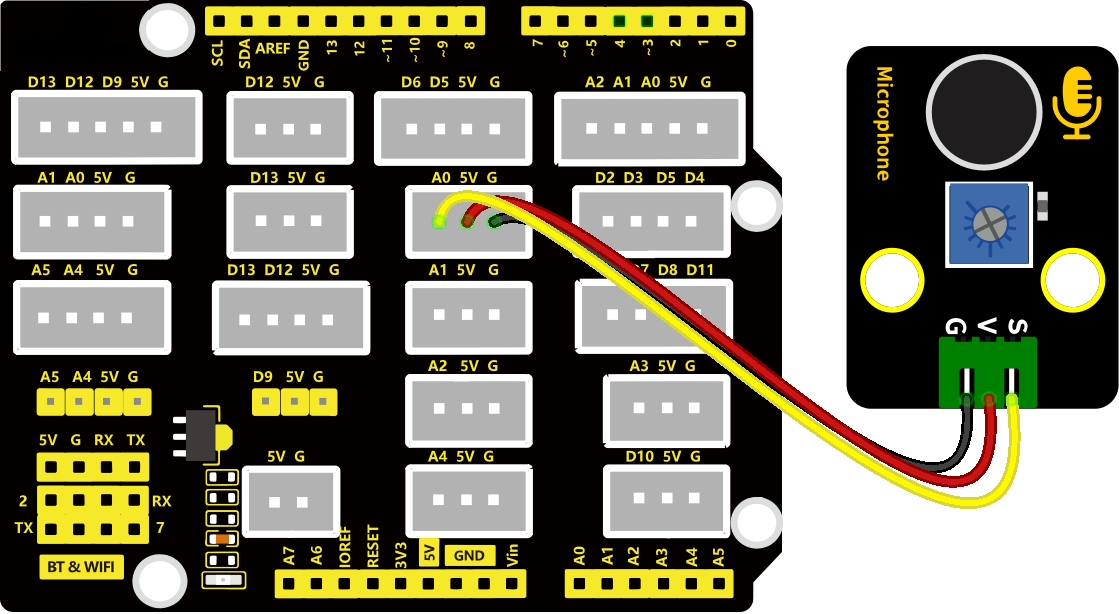 SCL SDA AREF GND 13 12 ~11 ~10 ~9 8
7 ~6 ~5 4 ~3 2 1 0
D13 D12 D9 5V G
D12 5V G
D6 D5 5V G
A2 A1 A0 5V G
A1 A0 5V G
D13 5V G
A0 5V G
D2 D3 D5 D4
A5 A4 5V G
D13 D12 5V G
A1 5V G
D8 D11
A5 A4 5V G
D9 5V G
A2 5V G
A3 5V G
5V G RX TX
5V G
A4 5V G
D10 5V G
2 RX
TX 7
BT & WIFI
A7 A6 IOREF RESET 3V3 5V GND Vin
A0 A1 A2 A3 A4 A5
Microphone
G V S